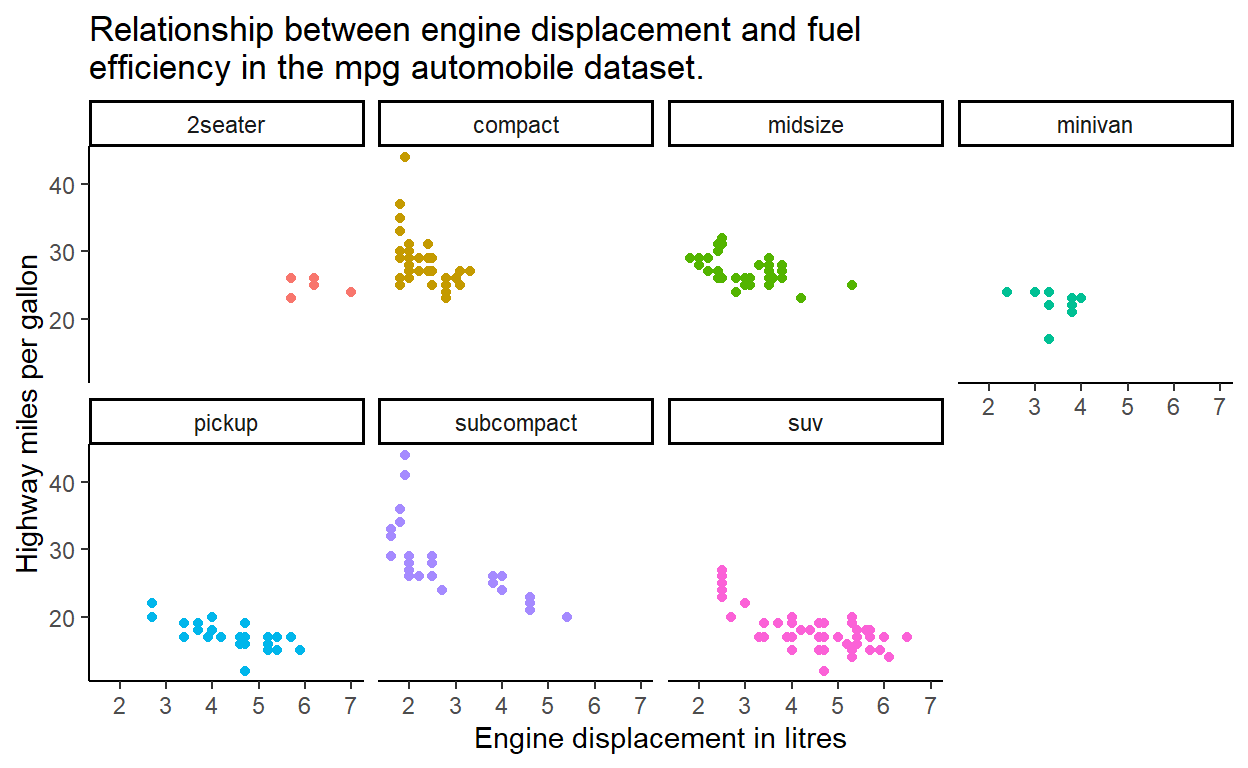 Relationship between engine displacement and fuel
efficiency in the mpg automobile dataset.
2seater compact midsize minivan
40
30
20
2 3 4 5 6 7
pickup subcompact suv
40
30
20
2 3 4 5 6 7 2 3 4 5 6 7 2 3 4 5 6 7
Engine displacement in litres
Highway miles per gallon